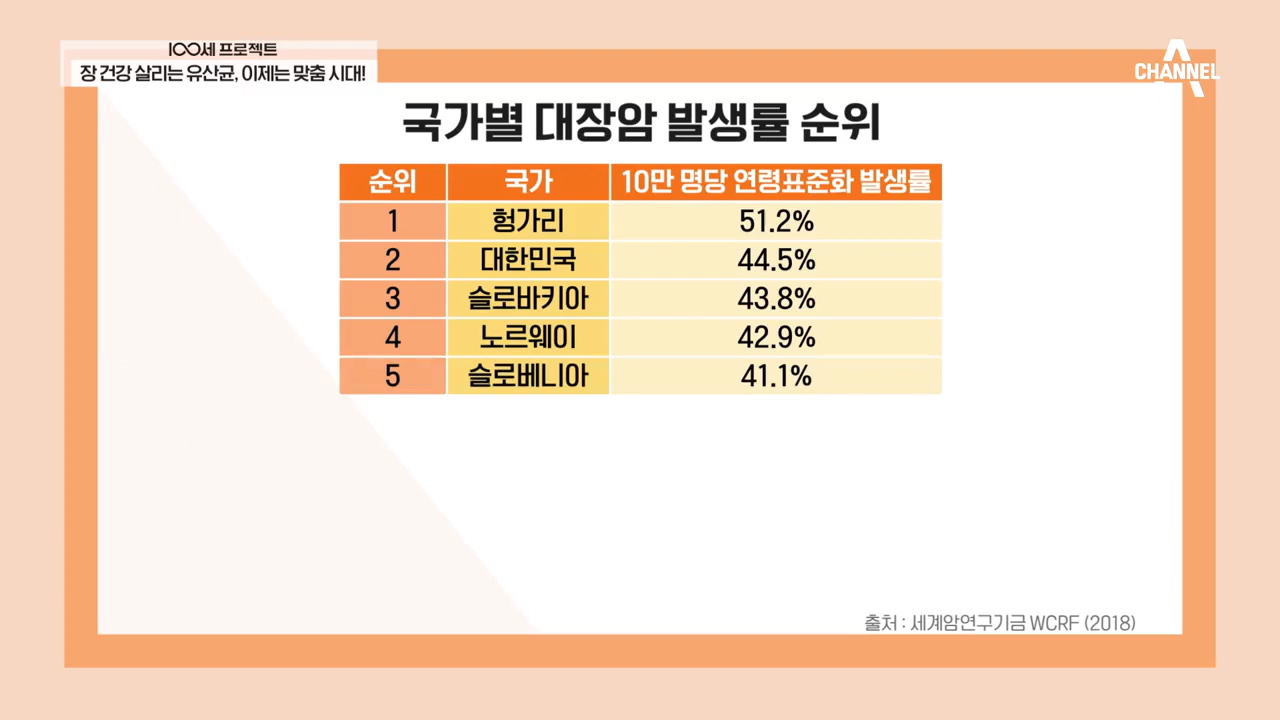 100세 프로젝트
장 건강 살리는 유산균, 이제는 맞춤 시대!
CHANNEL A
국가별 대장암 발생률 순위
순위 국가 10만 명당 연령표준화 발생률
1 헝가리 51.2%
2 대한민국 44.5%
3 슬로바키아 43.8%
4 노르웨이 42.9%
5 슬로베니아 41.1%
출처 : 세계암연구기금 WCRF (2018)